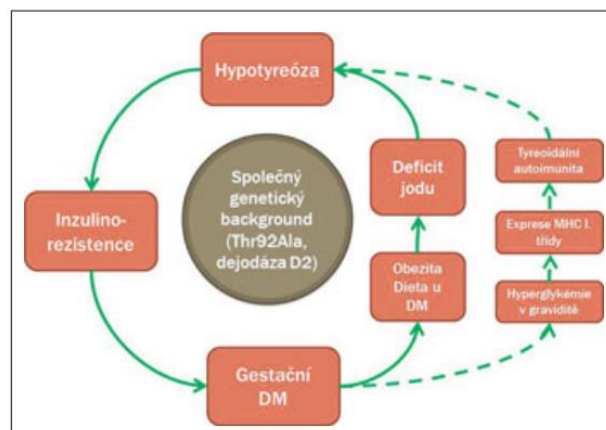 Hypotyreóza
Inzulino-
rezistence
Společný
genetický
background
(Thr92Ala,
dejodáza D2)
Deficit
jodu
Tyreoidální
autoimunita
Exprese MHC I.
třídy
Obezita
Dieta u
DM
Hyperglykémie
v graviditě
Gestační
DM